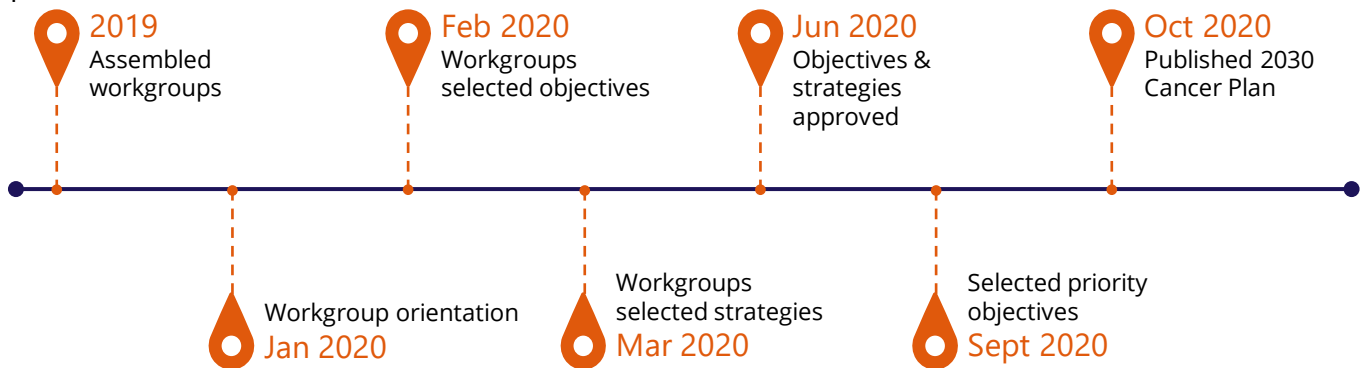 2019
Assembled
workgroups
Feb 2020
Workgroups
selected objectives
Jun 2020
Objectives &
strategies
approved
Oct 2020
Published 2030
Cancer Plan
Workgroup orientation
Jan 2020
Workgroups
selected strategies
Mar 2020
Selected priority
objectives
Sept 2020